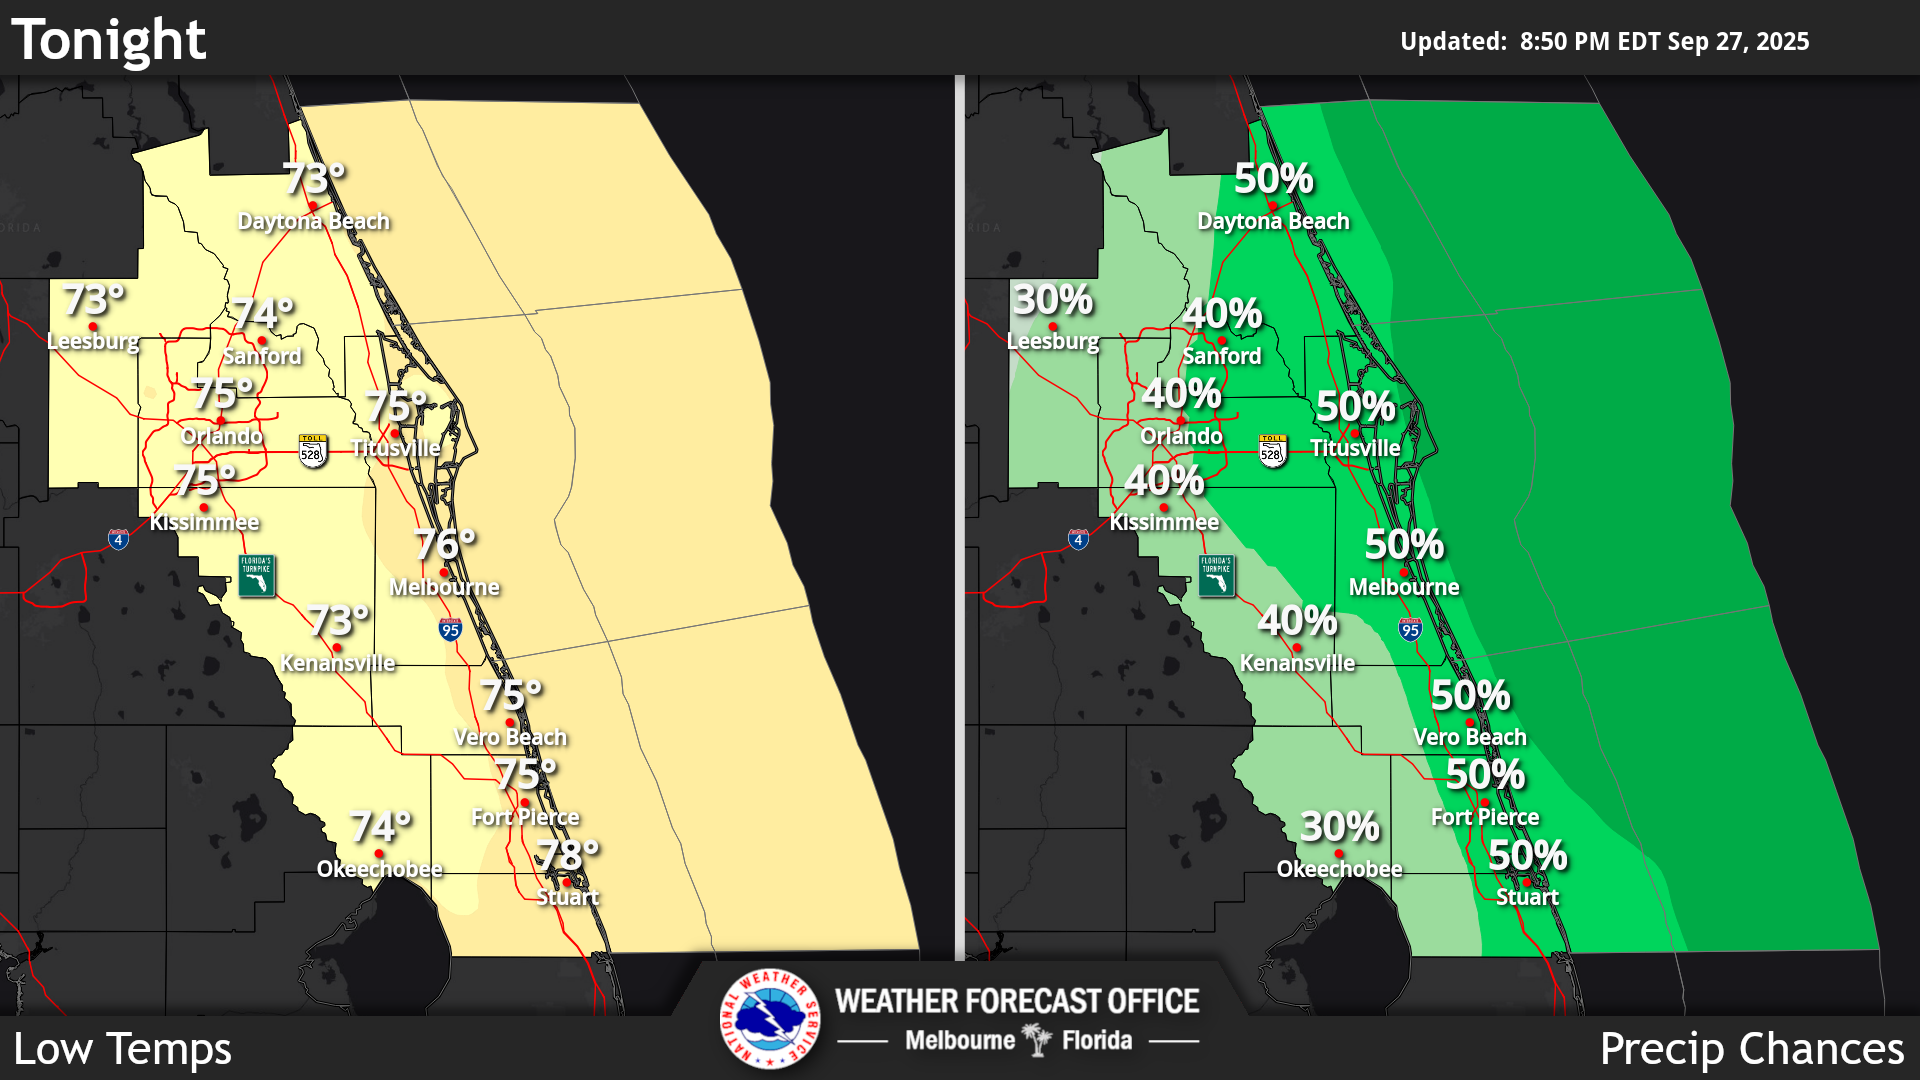 Tonight
Updated: 8:50 PM EDT Sep 27, 2025
73°
Daytona Beach
73°
Leesburg
74°
Sanford
75°
Orlando
75°
Titusville
TOLL
528
75°
Kissimmee
4
FLORIDA'S
TURNPIKE
76°
Melbourne
73°
Kenansville
95
75°
Vero Beach
75°
Fort Pierce
74°
Okeechobee
78°
Stuart
50%
Daytona Beach
30%
Leesburg
40%
Sanford
40%
Orlando
50%
Titusville
TOLL
528
40%
Kissimmee
4
FLORIDA'S
TURNPIKE
50%
Melbourne
40%
Kenansville
95
50%
Vero Beach
50%
Fort Pierce
30%
Okeechobee
50%
Stuart
NATIONAL WEATHER SERVICE
WEATHER FORECAST OFFICE
Melbourne Florida
Low Temps
Precip Chances